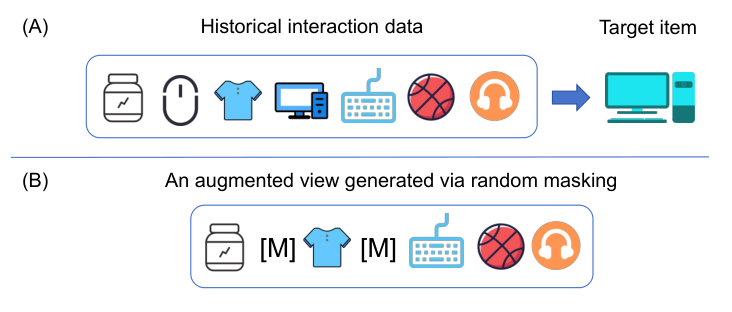 (A) Historical interaction data Target item
(B) An augmented view generated via random masking
[M] [M]